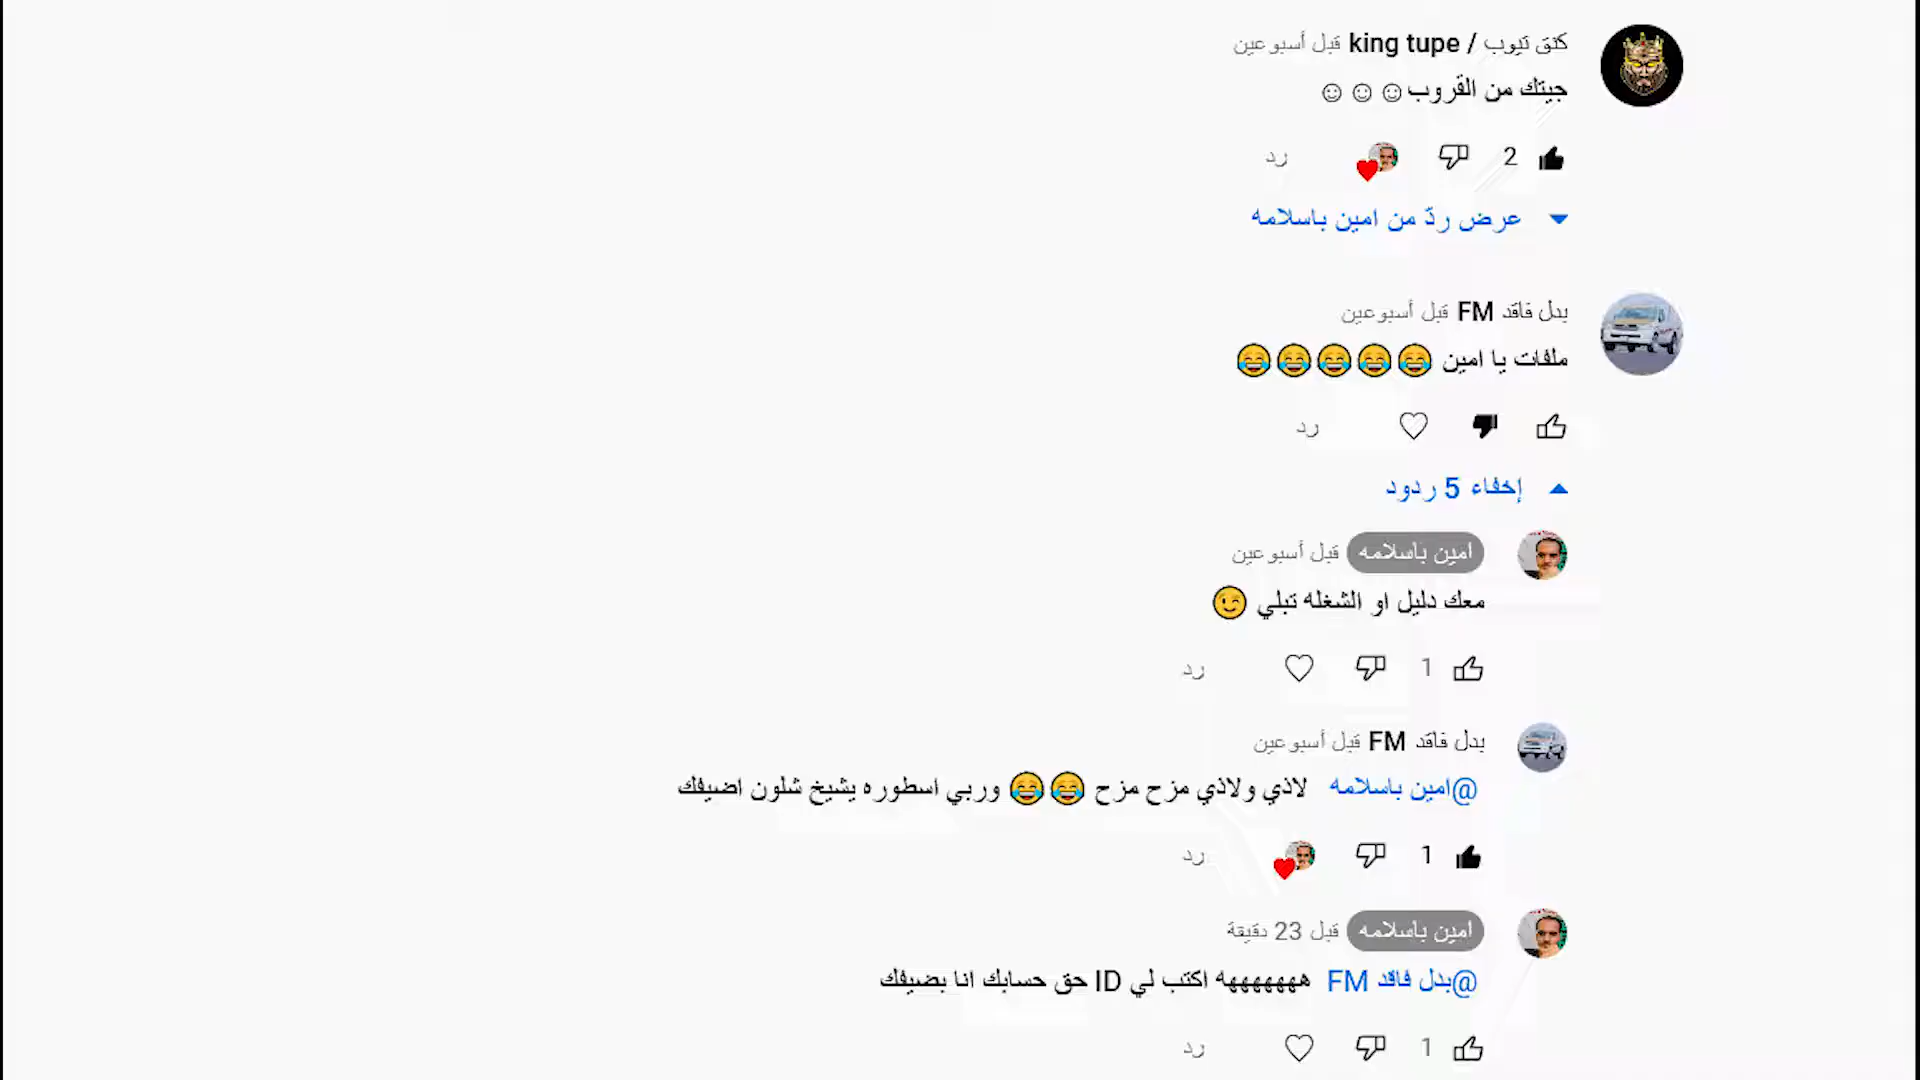 كنق تيوب / king tupe قبل أسبوعين
جيتك من القروب☺☺☺
2
رد
عرض ردّ من امين باسلامه
بدل فاقد FM قبل أسبوعين
ملفات يا امين 😂😂😂😂😂
رد
إخفاء 5 ردود
امين باسلامه قبل أسبوعين
معك دليل او الشغله تبلي 😉
1
رد
بدل فاقد FM قبل أسبوعين
@امين باسلامه لاذي ولاذي مزح مزح 😂😂 وربي اسطوره يشيخ شلون اضيفك
1
رد
امين باسلامه قبل 23 دقيقة
@بدل فاقد FM هههههههه اكتب لي ID حق حسابك انا بضيفك
1
رد